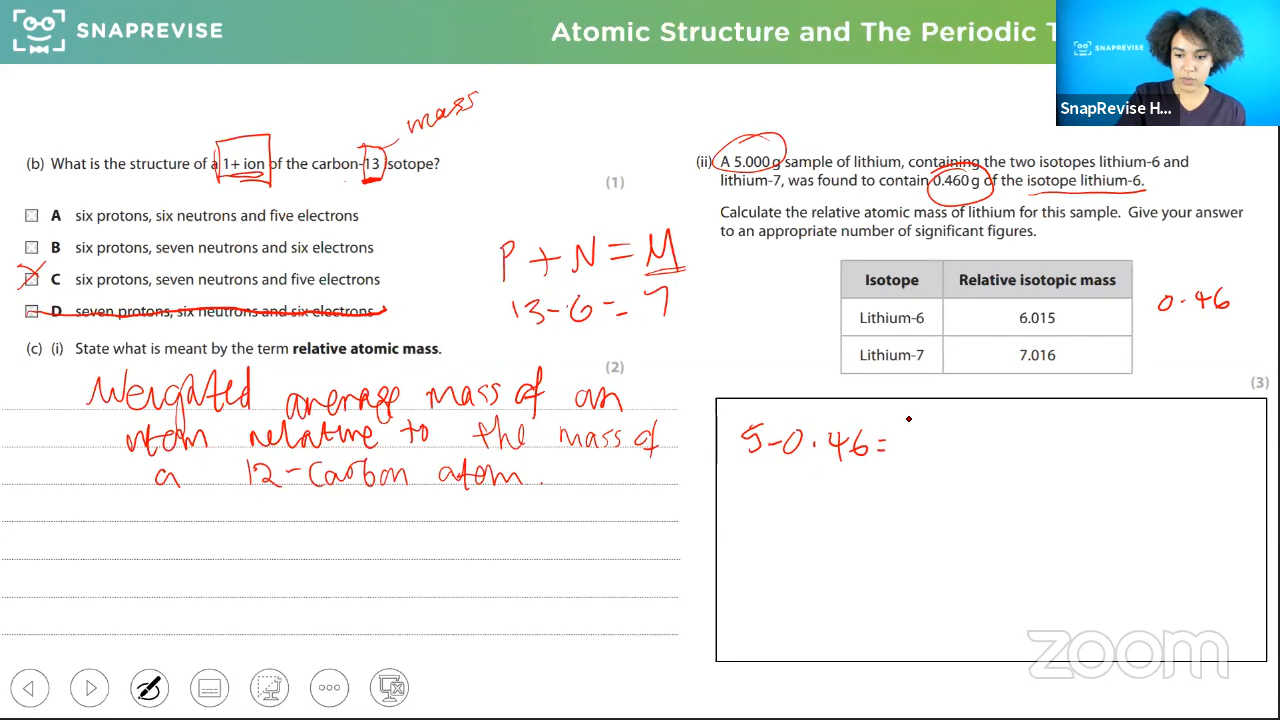 SNAPREVISE
Atomic Structure and The Periodic T
SNAPREVISE
SnapRevise H...
mass
(b) What is the structure of a 1+ ion of the carbon-13 isotope?
(1)
A six protons, six neutrons and five electrons
B six protons, seven neutrons and six electrons
C six protons, seven neutrons and five electrons
D seven protons, six neutrons and six electrons
P + N = M
13-6 = 7
(c) (i) State what is meant by the term relative atomic mass.
(2)
Weighted average mass of an
atom relative to the mass of
a 12-Carbon atom.
(ii) A 5.000 g sample of lithium, containing the two isotopes lithium-6 and
lithium-7, was found to contain 0.460 g of the isotope lithium-6.
Calculate the relative atomic mass of lithium for this sample. Give your answer
to an appropriate number of significant figures.
Isotope Relative isotopic mass
Lithium-6 6.015
Lithium-7 7.016
0.46
(3)
5-0.46=
zoom